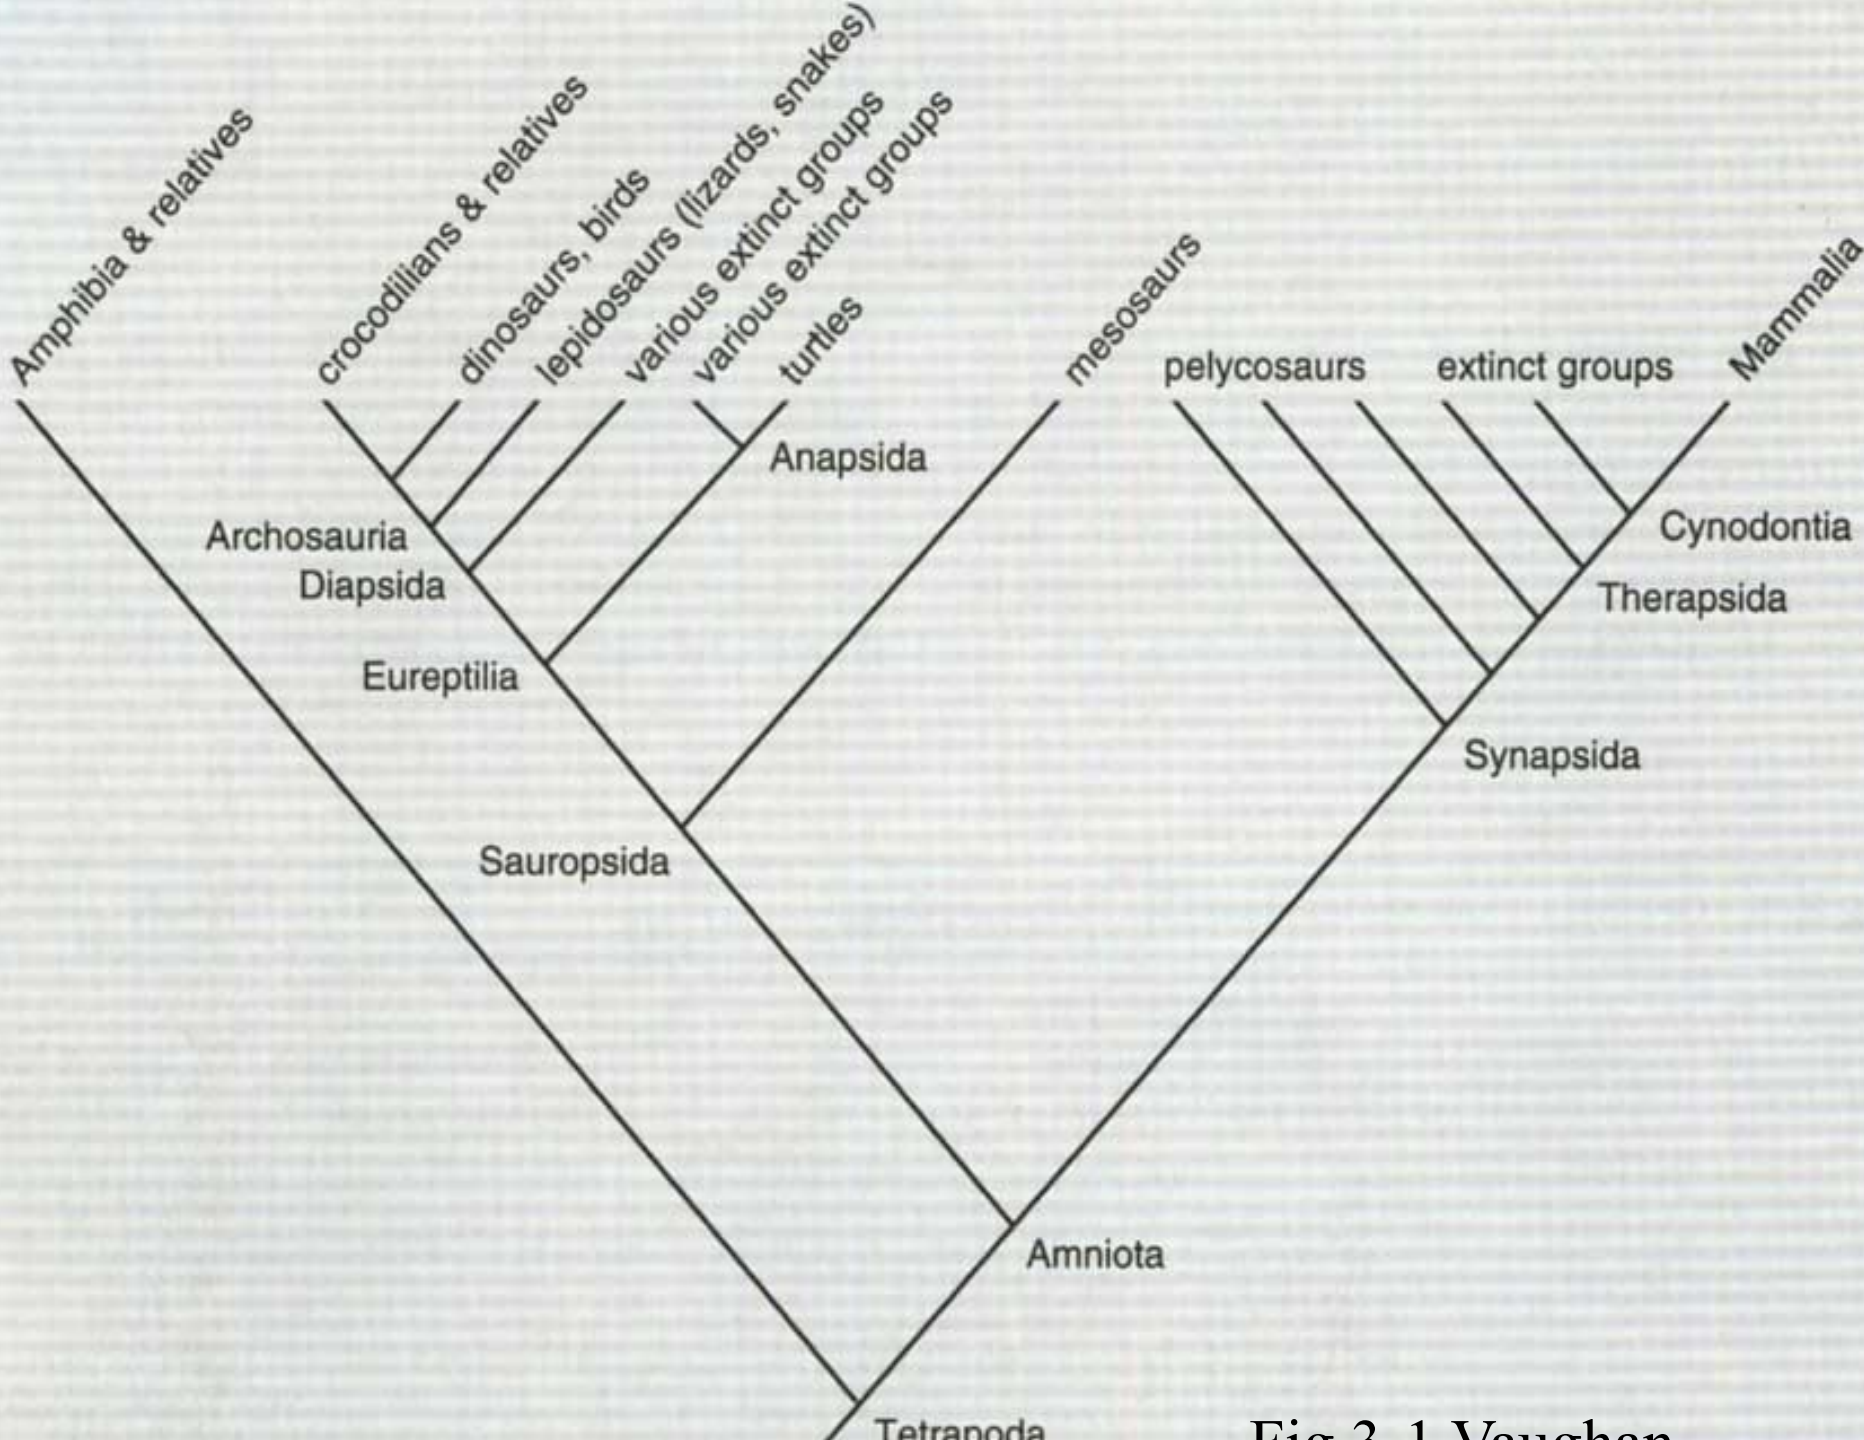 Amphibia & relatives
crocodilians & relatives
dinosaurs, birds
lepidosaurs (lizards, snakes)
various extinct groups
various extinct groups
turtles
mesosaurs
pelycosaurs
extinct groups
Mammalia
Anapsida
Cynodontia
Archosauria
Diapsida
Therapsida
Eureptilia
Synapsida
Sauropsida
Amniota
Tetrapoda
Fig 3-1 Vaughan